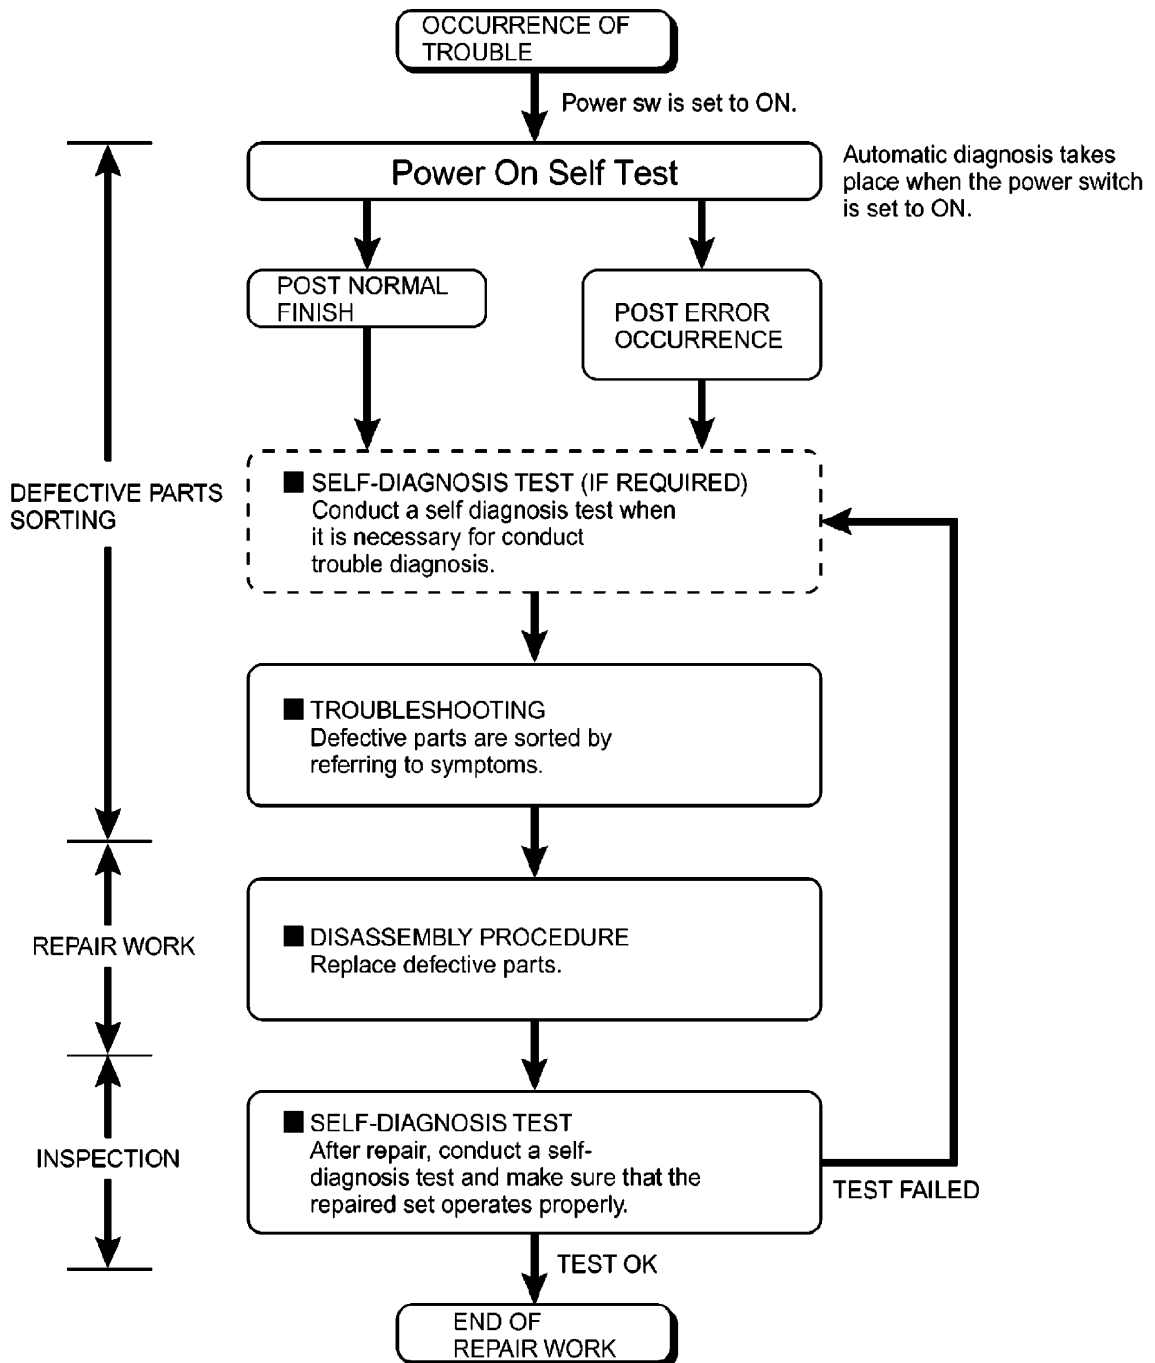 OCCURRENCE OF
TROUBLE
Power sw is set to ON.
Power On Self Test
Automatic diagnosis takes
place when the power switch
is set to ON.
POST NORMAL
FINISH
POST ERROR
OCCURRENCE
DEFECTIVE PARTS
SORTING
■ SELF-DIAGNOSIS TEST (IF REQUIRED)
Conduct a self diagnosis test when
it is necessary for conduct
trouble diagnosis.
■ TROUBLESHOOTING
Defective parts are sorted by
referring to symptoms.
REPAIR WORK
■ DISASSEMBLY PROCEDURE
Replace defective parts.
INSPECTION
■ SELF-DIAGNOSIS TEST
After repair, conduct a self-
diagnosis test and make sure that the
repaired set operates properly.
TEST FAILED
TEST OK
END OF
REPAIR WORK